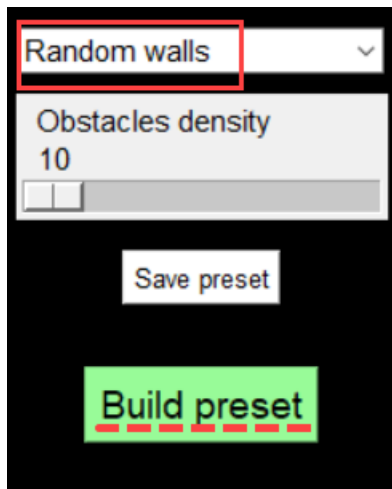 Random walls
Obstacles density
10
Save preset
Build preset